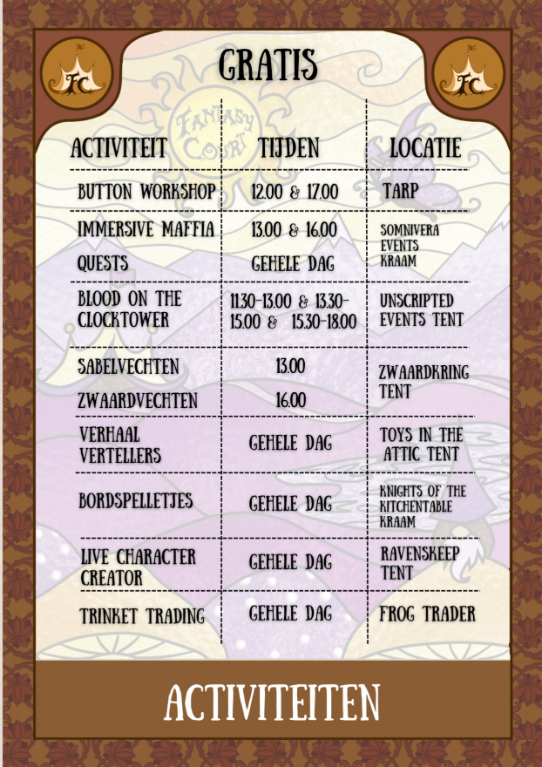 GRATIS
FC
FC
FANTASY
COURT
ACTIVITEIT TIJDEN LOCATIE
BUTTON WORKSHOP 12.00 & 17.00 TARP
IMMERSIVE MAFFIA 13.00 & 16.00 SOMNIVERA
EVENTS
KRAAM
QUESTS GEHELE DAG
BLOOD ON THE
CLOCKTOWER
11.30-13.00 & 13.30-
15.00 & 15.30-18.00
UNSCRIPTED
EVENTS TENT
SABELVECHTEN 13.00
ZWAARDVECHTEN 16.00
ZWAARDKRING
TENT
VERHAAL
VERTELLERS
GEHELE DAG
TOYS IN THE
ATTIC TENT
BORDSPELLETJES GEHELE DAG
KNIGHTS OF THE
KITCHENTABLE
KRAAM
LIVE CHARACTER
CREATOR
GEHELE DAG
RAVENSKEEP
TENT
TRINKET TRADING GEHELE DAG FROG TRADER
ACTIVITEITEN